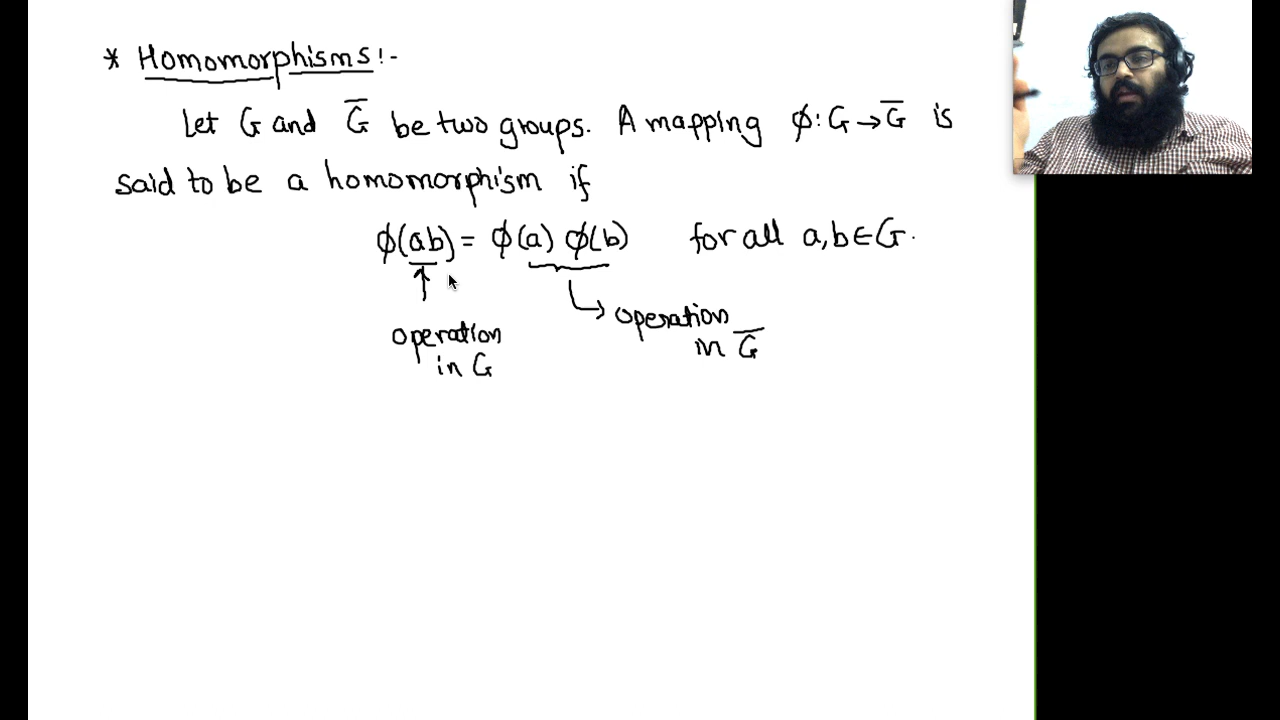 * Homomorphisms:-
Let G and G̅ be two groups. A mapping ϕ: G → G̅ is
said to be a homomorphism if
ϕ(ab) = ϕ(a) ϕ(b) for all a,b ∈ G.
operation
in G
operation
in G̅